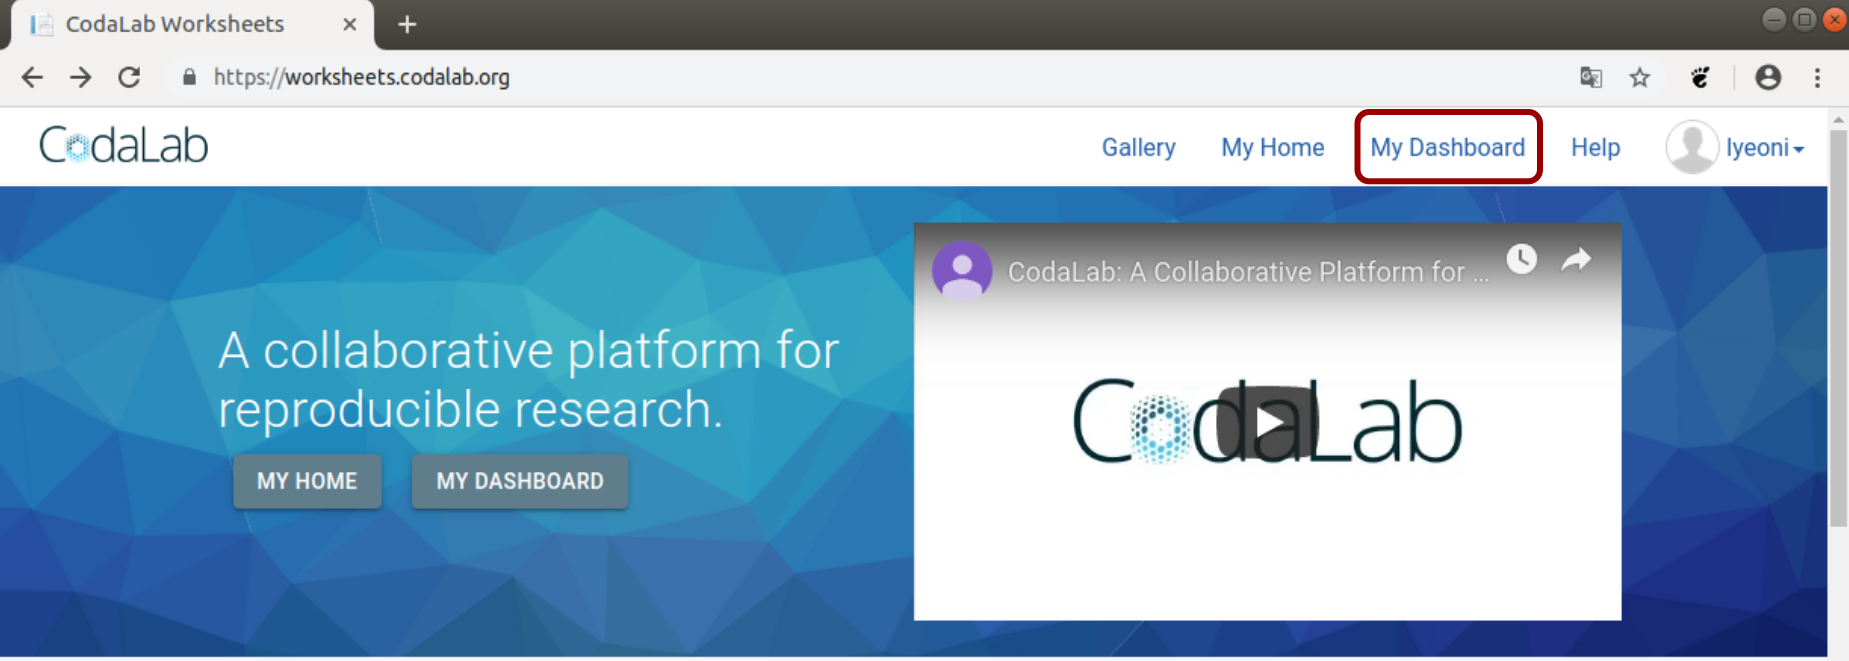 CodaLab Worksheets
https://worksheets.codalab.org
CodaLab
Gallery My Home My Dashboard Help lyeoni
CodaLab: A Collaborative Platform for ...
A collaborative platform for
reproducible research.
CodaLab
MY HOME MY DASHBOARD